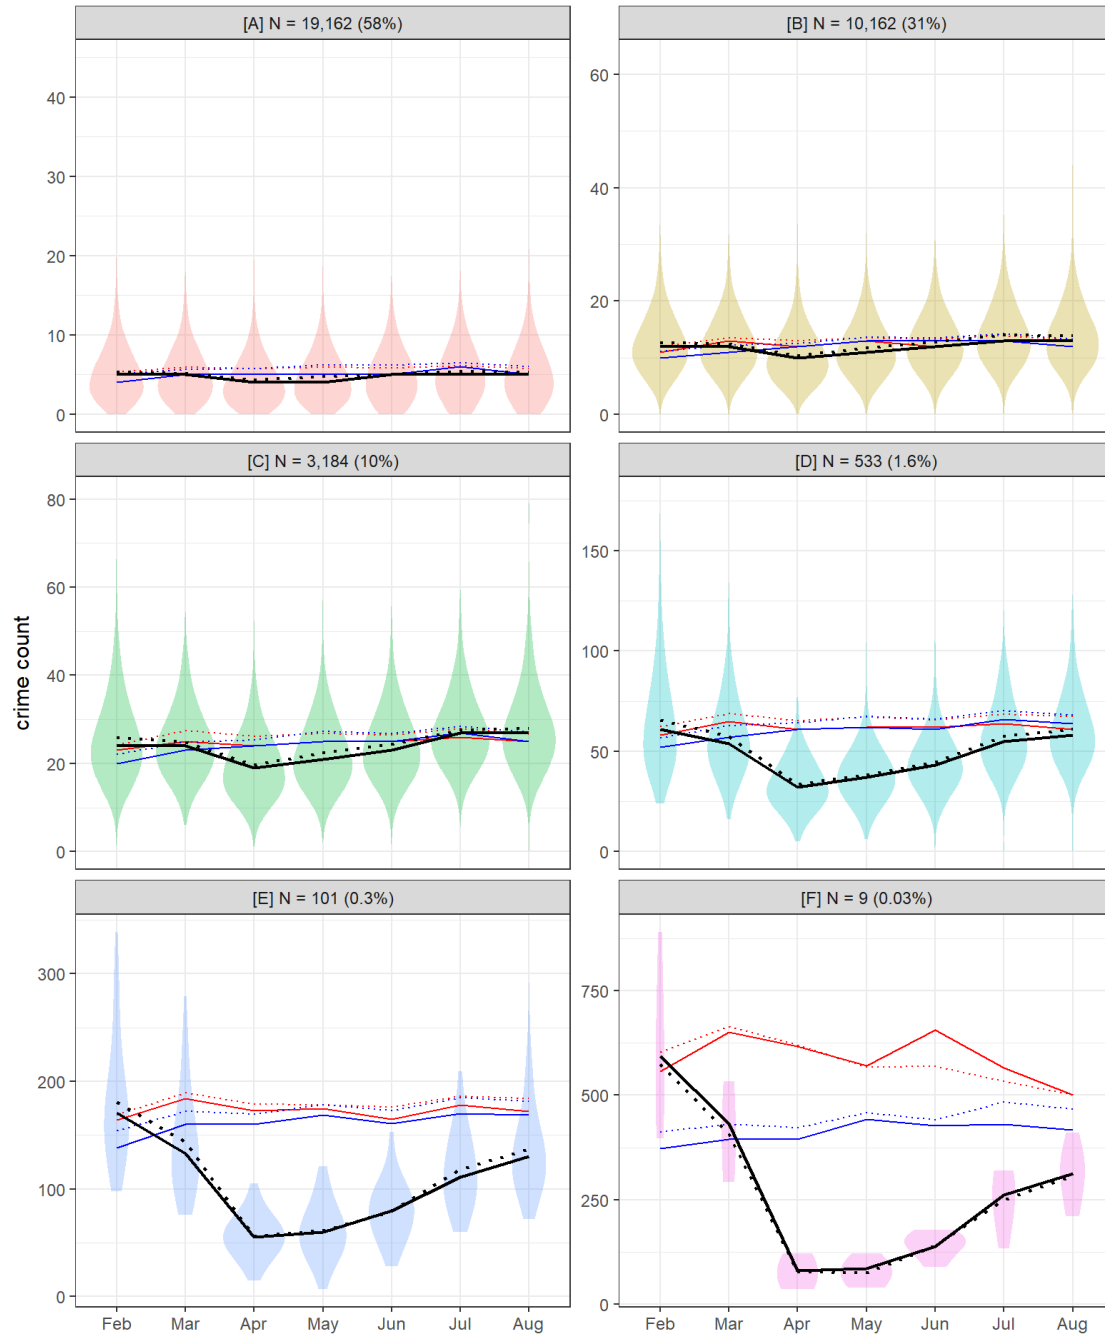 [A] N = 19,162 (58%)
[B] N = 10,162 (31%)
40
30
20
10
0
60
40
20
0
[C] N = 3,184 (10%)
[D] N = 533 (1.6%)
crime count
80
60
40
20
0
150
100
50
0
[E] N = 101 (0.3%)
[F] N = 9 (0.03%)
300
200
100
0
750
500
250
0
Feb Mar Apr May Jun Jul Aug
Feb Mar Apr May Jun Jul Aug